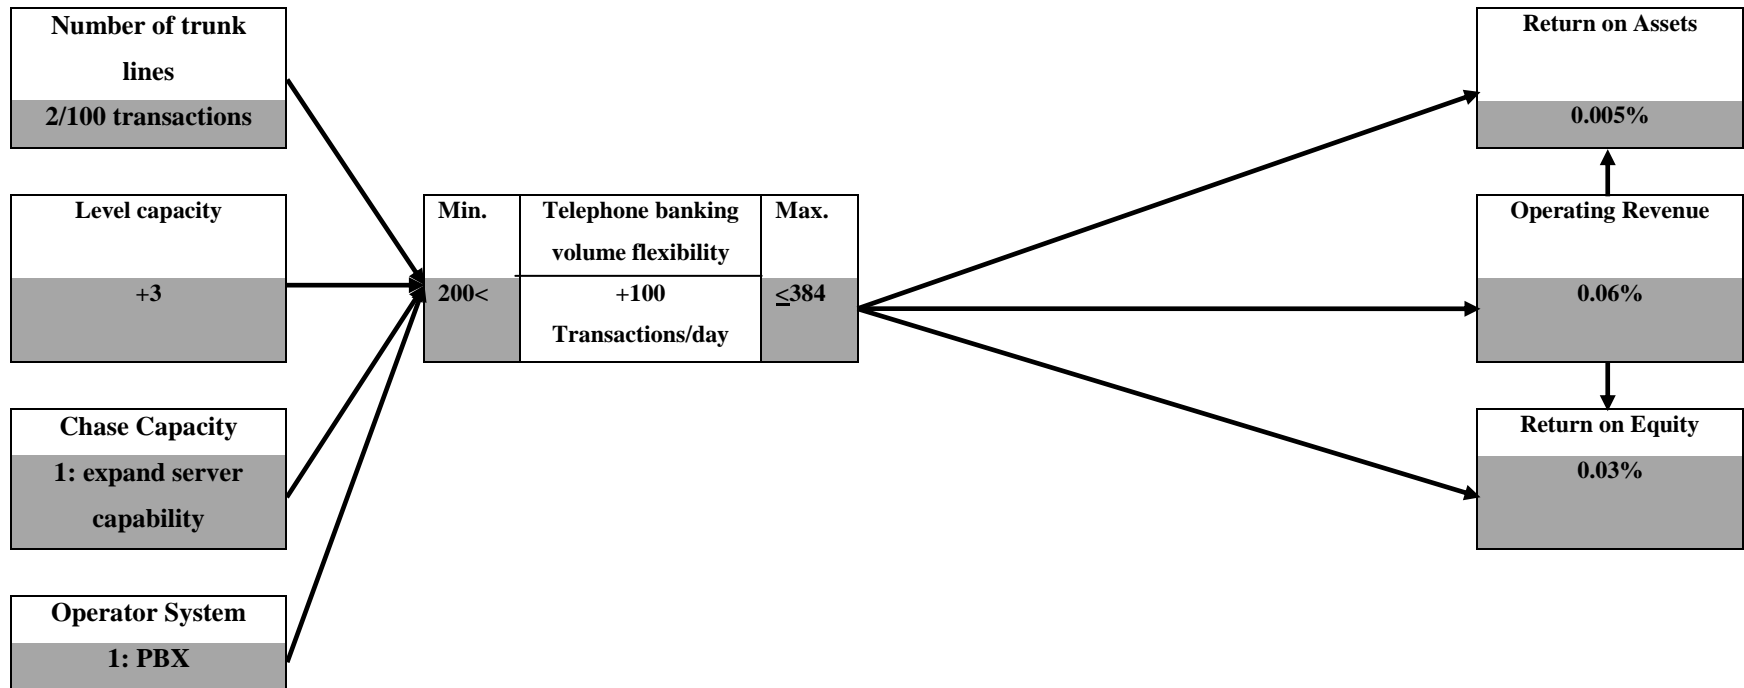 Number of trunk
lines
2/100 transactions
Level capacity
+3
Chase Capacity
1: expand server
capability
Operator System
1: PBX
Min.
200<
Telephone banking
volume flexibility
+100
Transactions/day
Max.
≤384
Return on Assets
0.005%
Operating Revenue
0.06%
Return on Equity
0.03%